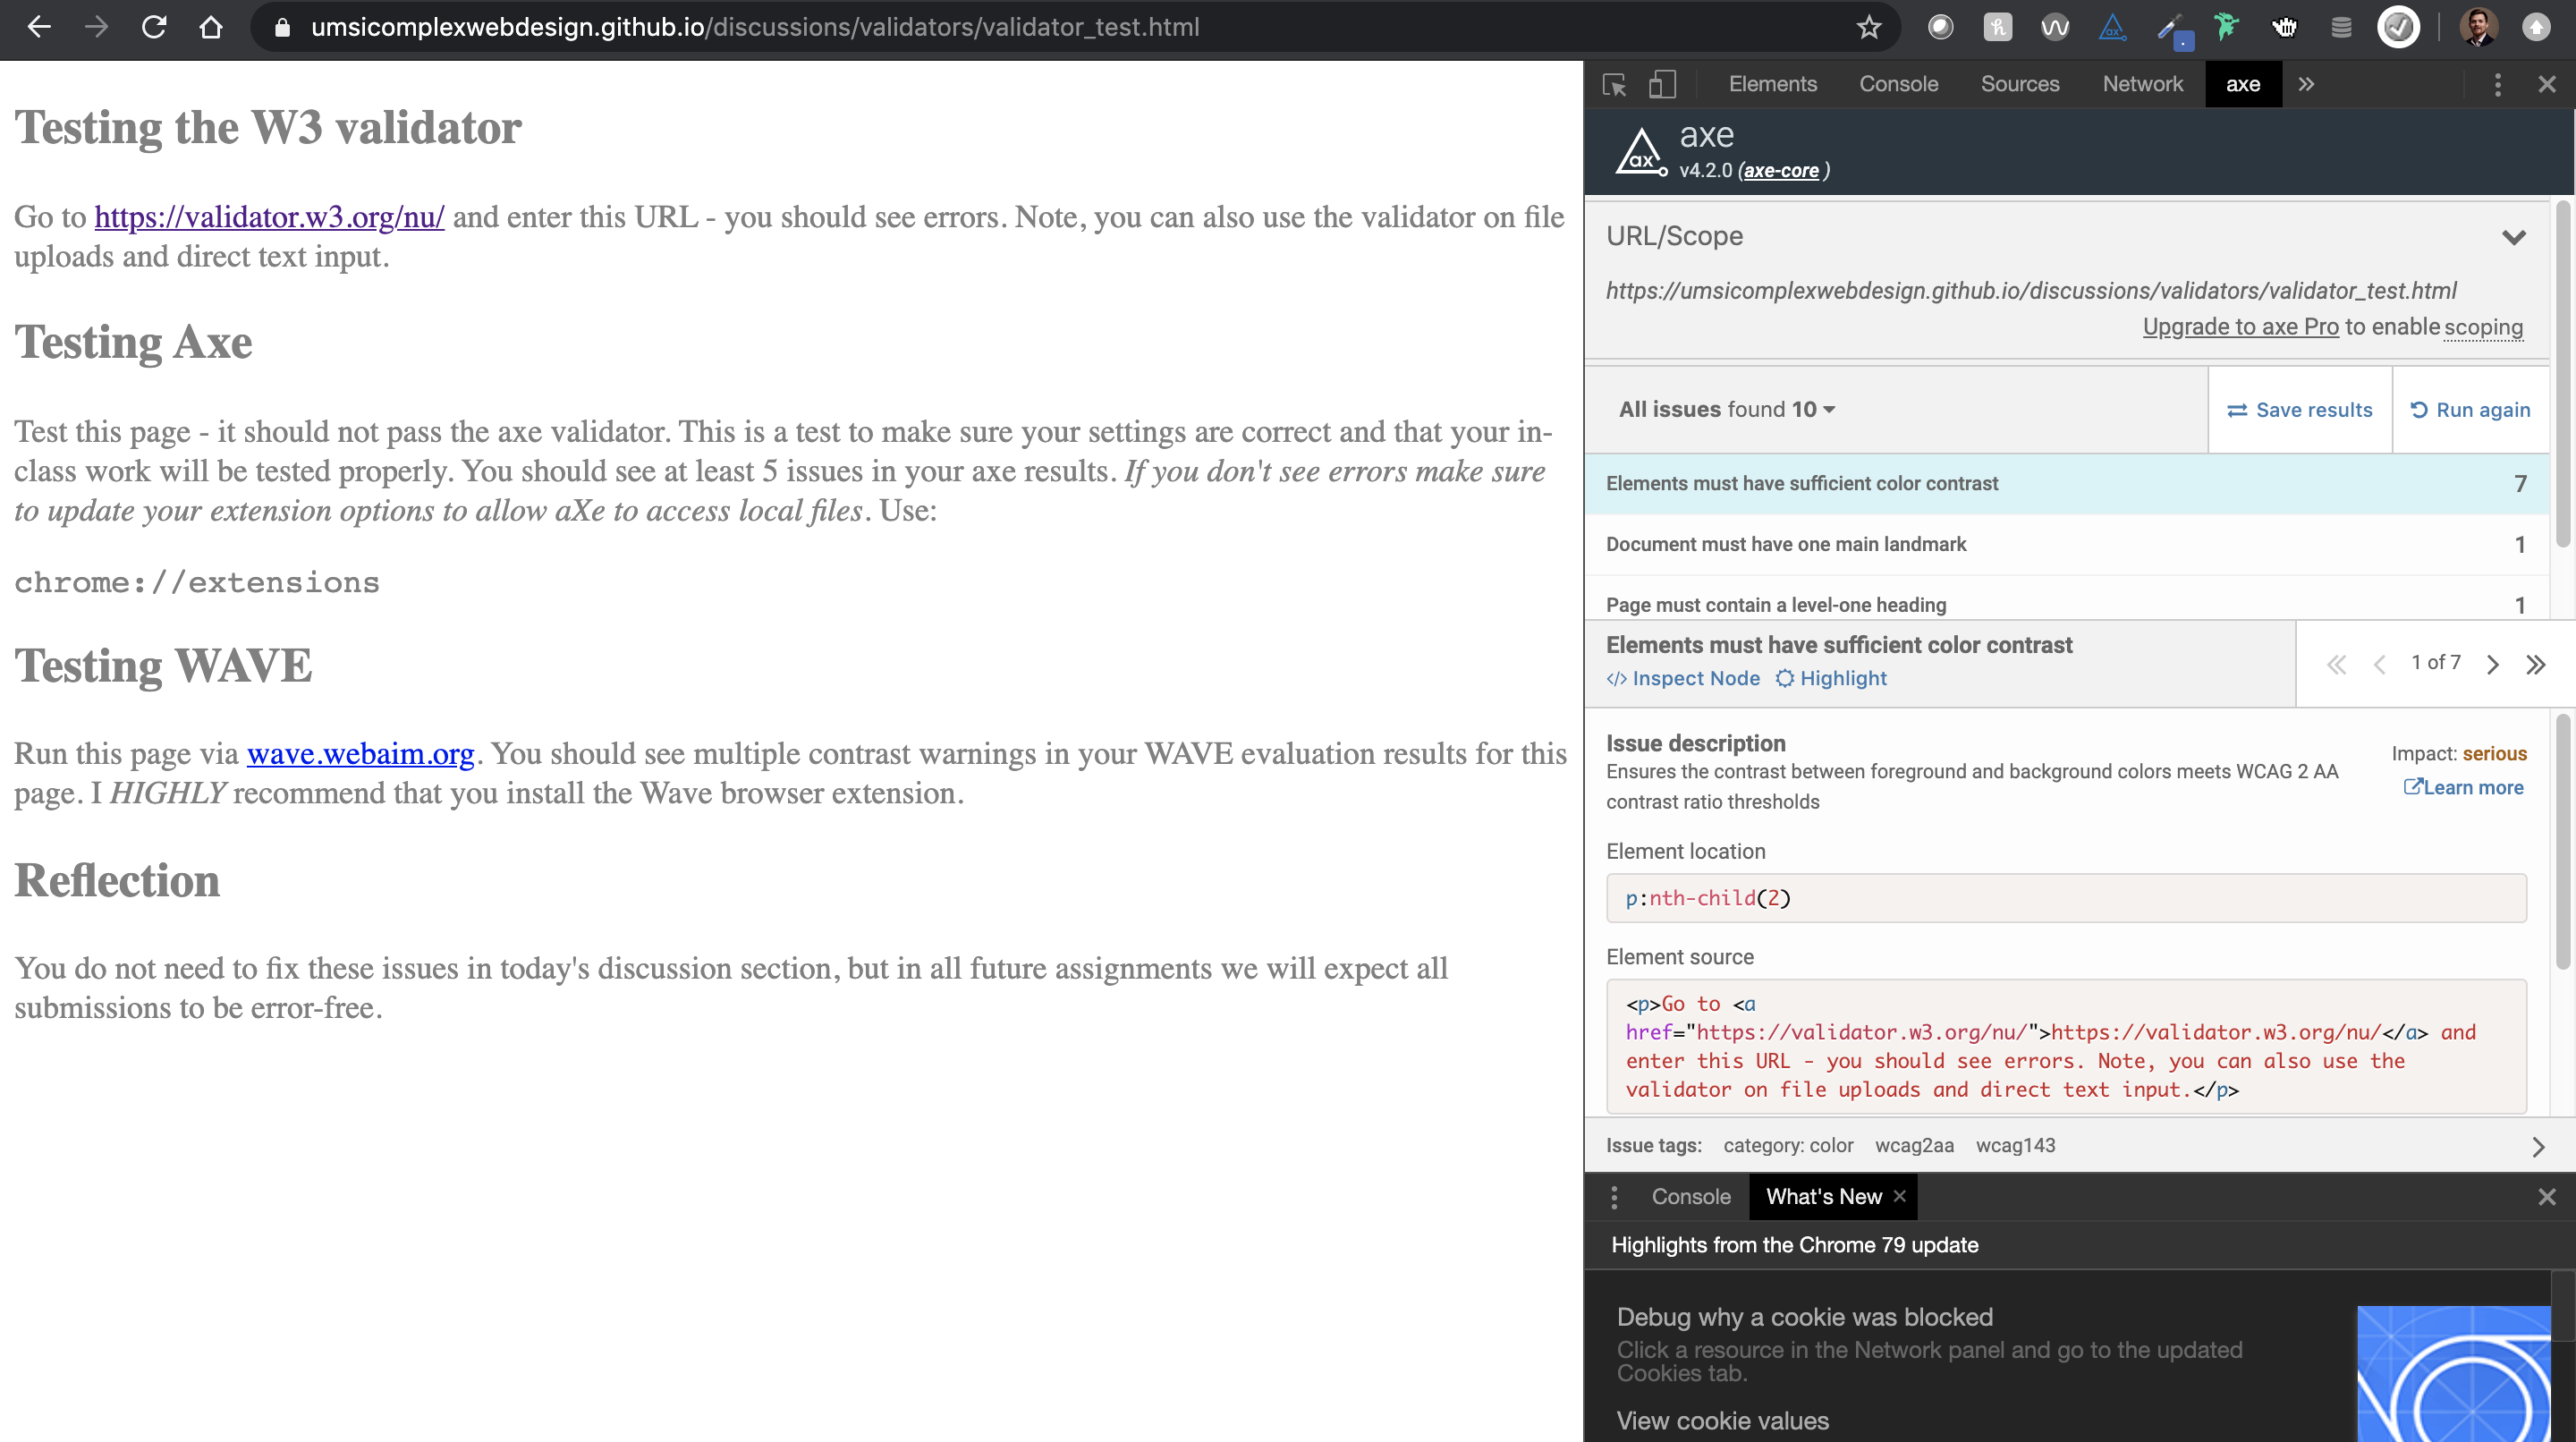 umsicomplexwebdesign.github.io/discussions/validators/validator_test.html
Testing the W3 validator
Go to https://validator.w3.org/nu/ and enter this URL - you should see errors. Note, you can also use the validator on file
uploads and direct text input.
Testing Axe
Test this page - it should not pass the axe validator. This is a test to make sure your settings are correct and that your in-
class work will be tested properly. You should see at least 5 issues in your axe results. If you don't see errors make sure
to update your extension options to allow aXe to access local files. Use:
chrome://extensions
Testing WAVE
Run this page via wave.webaim.org. You should see multiple contrast warnings in your WAVE evaluation results for this
page. I HIGHLY recommend that you install the Wave browser extension.
Reflection
You do not need to fix these issues in today's discussion section, but in all future assignments we will expect all
submissions to be error-free.
Elements Console Sources Network axe
ax
axe
v4.2.0 (axe-core )
URL/Scope
https://umsicomplexwebdesign.github.io/discussions/validators/validator_test.html
Upgrade to axe Pro to enable scoping
All issues found 10
Save results
Run again
Elements must have sufficient color contrast 7
Document must have one main landmark 1
Page must contain a level-one heading 1
Elements must have sufficient color contrast
</> Inspect Node Highlight
1 of 7
Issue description
Impact: serious
Ensures the contrast between foreground and background colors meets WCAG 2 AA
contrast ratio thresholds
Learn more
Element location
p:nth-child(2)
Element source
<p>Go to <a
href="https://validator.w3.org/nu/">https://validator.w3.org/nu/</a> and
enter this URL - you should see errors. Note, you can also use the
validator on file uploads and direct text input.</p>
Issue tags: category: color wcag2aa wcag143
Console What's New
Highlights from the Chrome 79 update
Debug why a cookie was blocked
Click a resource in the Network panel and go to the updated
Cookies tab.
View cookie values